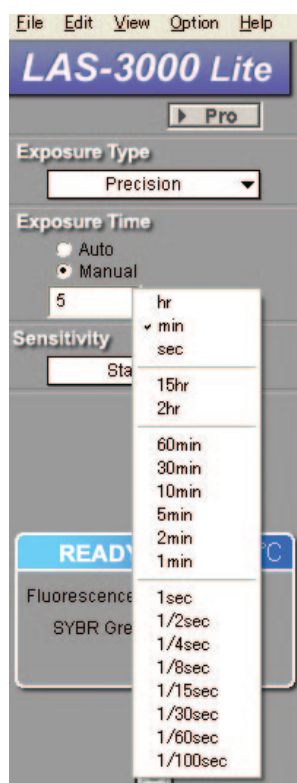 File Edit View Option Help
LAS-3000 Lite
Pro
Exposure Type
Precision
Exposure Time
Auto
Manual
5
hr
min
sec
Sensitivity
Sta
15hr
2hr
60min
30min
10min
5min
2min
1min
READY
°C
Fluorescence
SYBR Gre
1sec
1/2sec
1/4sec
1/8sec
1/15sec
1/30sec
1/60sec
1/100sec